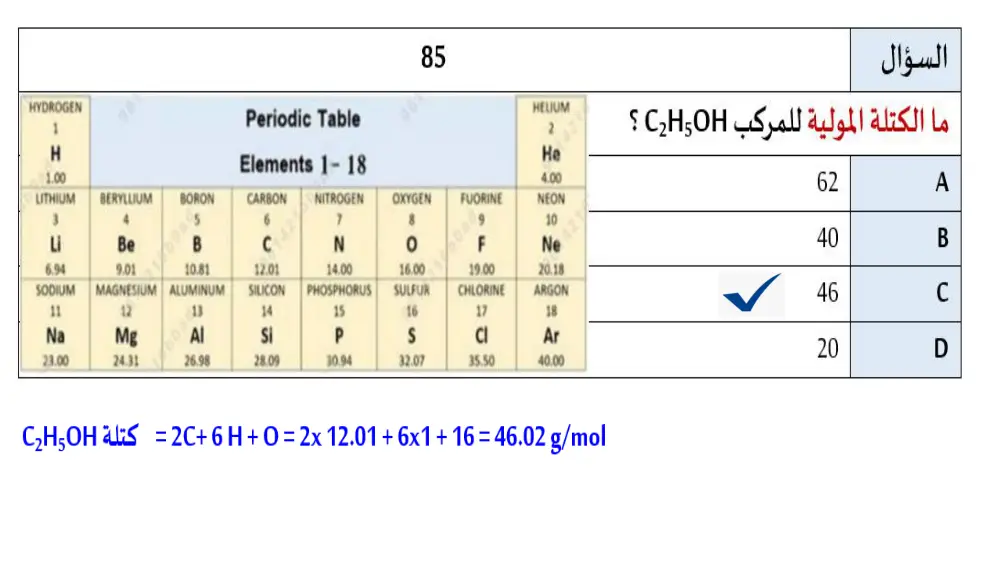 السؤال 85
ما الكتلة المولية للمركب C₂H₅OH ؟
A 62
B 40
C 46
D 20
HYDROGEN
1
H
1.00
Periodic Table
Elements 1- 18
HELIUM
2
He
4.00
LITHIUM BERYLLIUM BORON CARBON NITROGEN OXYGEN FUORINE NEON
3 4 5 6 7 8 9 10
Li Be B C N O F Ne
6.94 9.01 10.81 12.01 14.00 16.00 19.00 20.18
SODIUM MAGNESIUM ALUMINUM SILICON PHOSPHORUS SULFUR CHLORINE ARGON
11 12 13 14 15 16 17 18
Na Mg Al Si P S Cl Ar
23.00 24.31 26.98 28.09 30.94 32.07 35.50 40.00
C₂H₅OH كتلة = 2C+ 6 H + O = 2x 12.01 + 6x1 + 16 = 46.02 g/mol